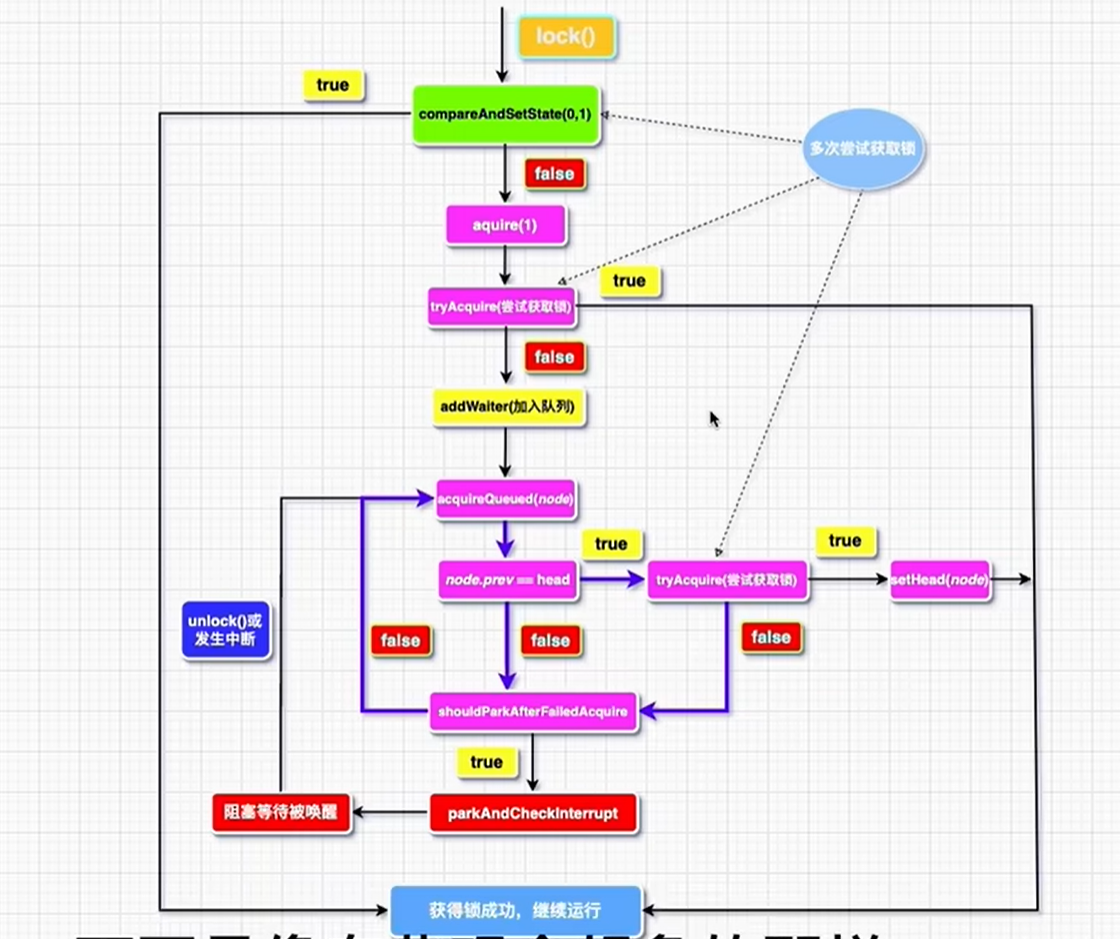 lock()
true
compareAndSetState(0,1)
多次尝试获取锁
false
aquire(1)
true
tryAcquire(尝试获取锁)
false
addWaiter(加入队列)
acquireQueued(node)
true
true
node.prev == head
tryAcquire(尝试获取锁)
setHead(node)
unlock()或
发生中断
false
false
false
shouldParkAfterFailedAcquire
true
阻塞等待被唤醒
parkAndCheckInterrupt
获得锁成功，继续运行